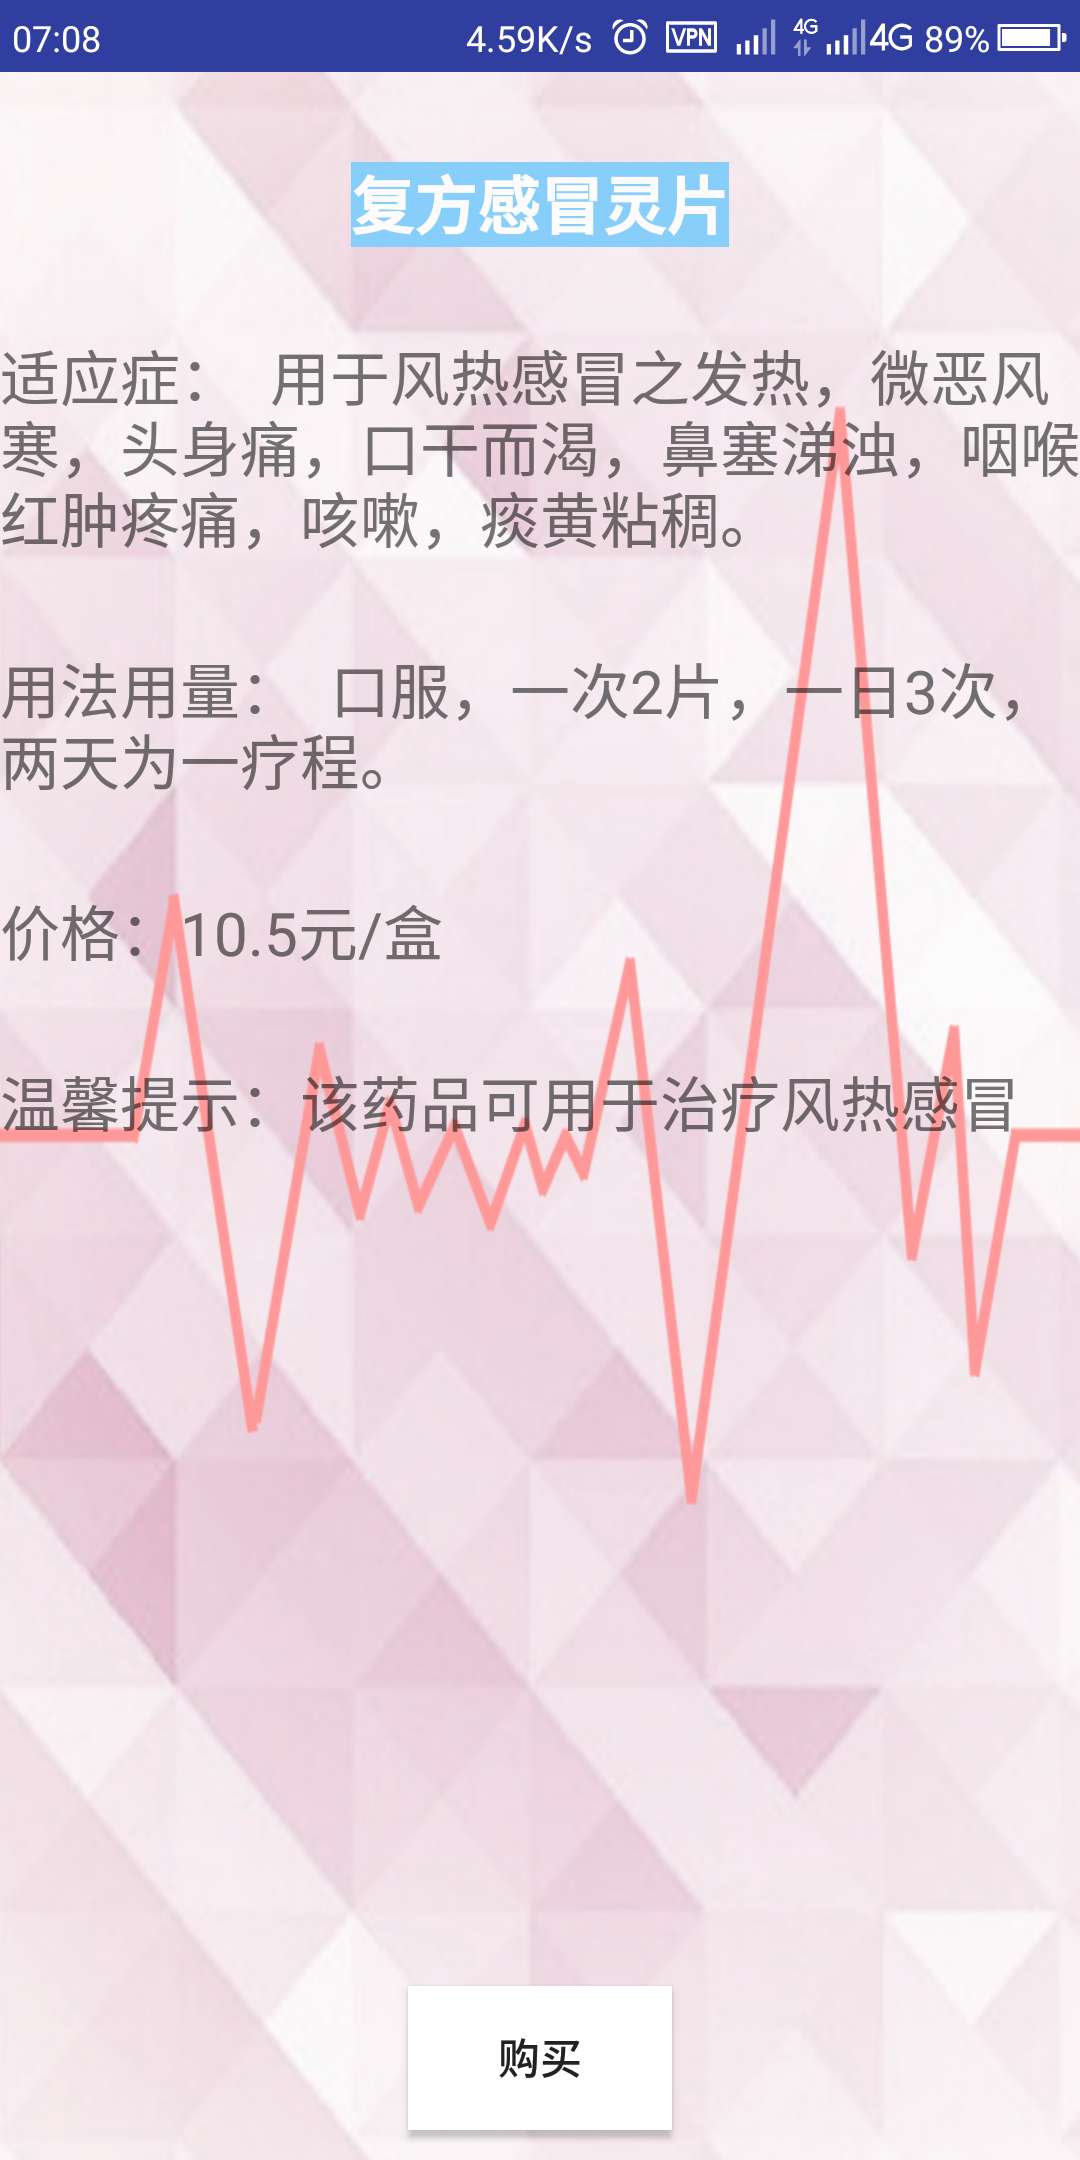 07:08 4.59K/s VPN 4G 4G 89%
复方感冒灵片
适应症： 用于风热感冒之发热，微恶风
寒，头身痛，口干而渴，鼻塞涕浊，咽喉
红肿疼痛，咳嗽，痰黄粘稠。
用法用量： 口服，一次2片，一日3次，
两天为一疗程。
价格：10.5元/盒
温馨提示：该药品可用于治疗风热感冒
购买